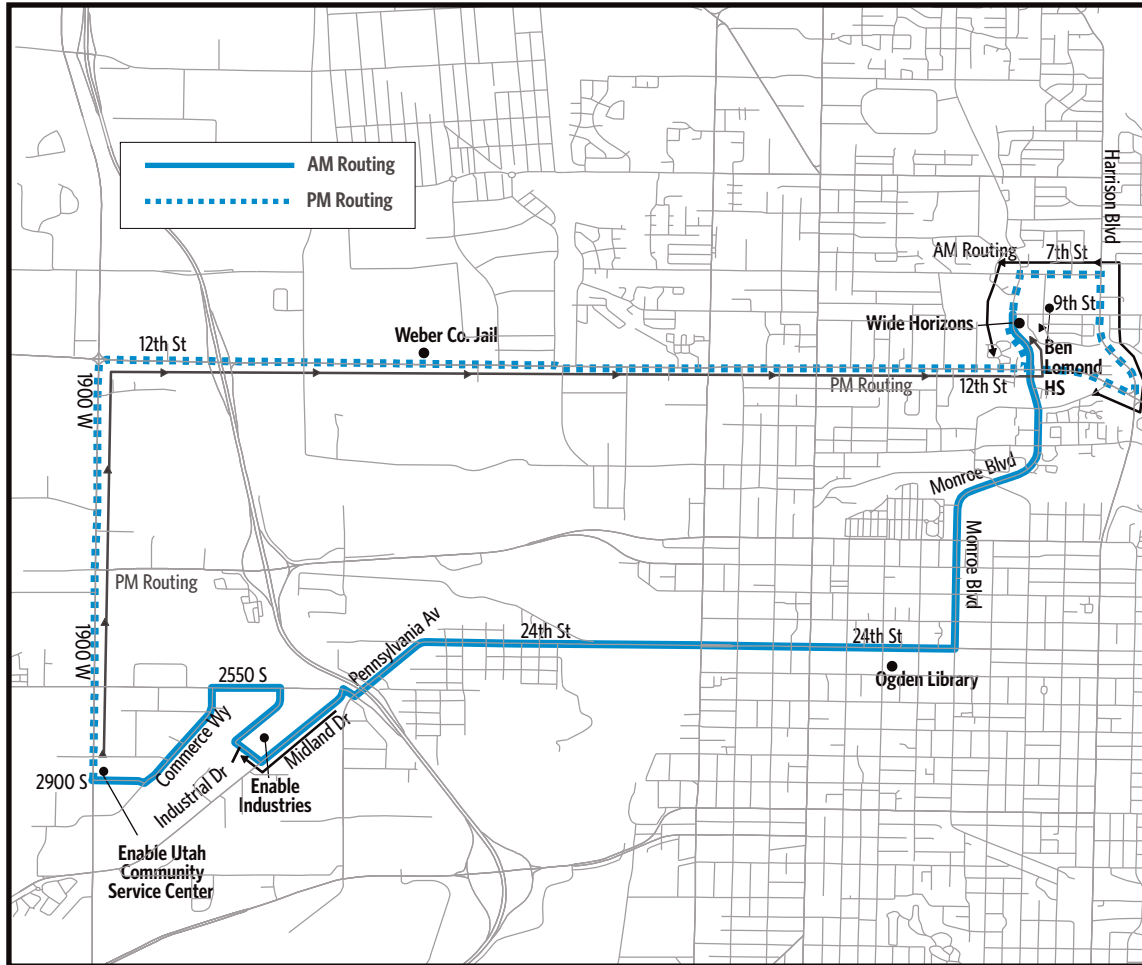 AM Routing
PM Routing
Harrison Blvd
AM Routing
7th St
9th St
Wide Horizons
Ben
Lomond
HS
Weber Co. Jail
12th St
PM Routing
12th St
1900 W
Monroe Blvd
Monroe Blvd
PM Routing
1900 W
Pennsylvania Av
24th St
24th St
Ogden Library
2550 S
Commerce Wy
Midland Dr
Industrial Dr
2900 S
Enable
Industries
Enable Utah
Community
Service Center